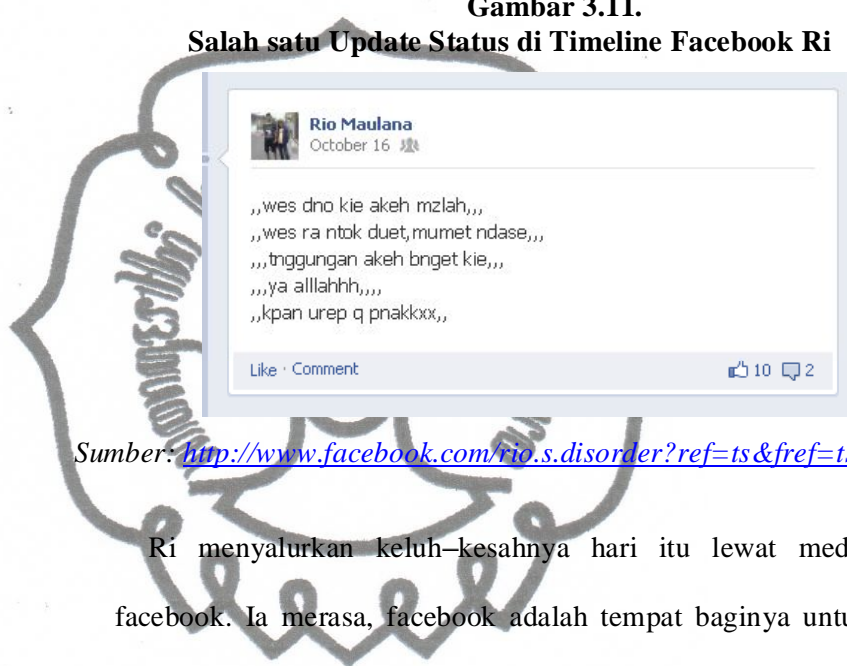 Gambar 3.11.
Salah satu Update Status di Timeline Facebook Ri
Rio Maulana
October 16
,,wes dno kie akeh mzlah,,,
,,wes ra ntok duet,mumet ndase,,,
,,,tnggungan akeh bnget kie,,,
,,,ya alllahhh,,,,
,,kpan urep q pnakkxx,,
Like · Comment
10 2
Sumber: http://www.facebook.com/rio.s.disorder?ref=ts&fref=ts
Ri menyalurkan keluh–kesahnya hari itu lewat med
facebook. Ia merasa, facebook adalah tempat baginya untu